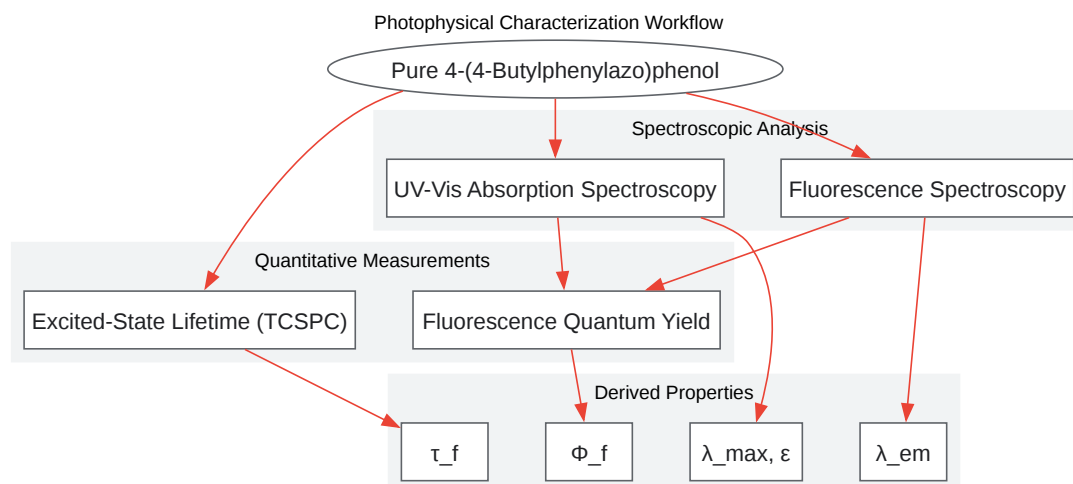 Photophysical Characterization Workflow
Pure 4-(4-Butylphenylazo)phenol
Spectroscopic Analysis
UV-Vis Absorption Spectroscopy
Fluorescence Spectroscopy
Quantitative Measurements
Excited-State Lifetime (TCSPC)
Fluorescence Quantum Yield
Derived Properties
τ_f
Φ_f
λ_max, ε
λ_em